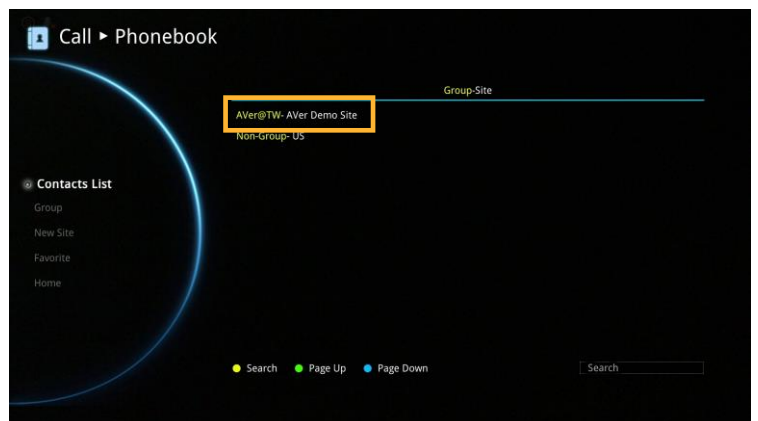 Call ► Phonebook
Group-Site
AVer@TW- AVer Demo Site
Non-Group- US
Contacts List
Group
New Site
Favorite
Home
Search Page Up Page Down Search